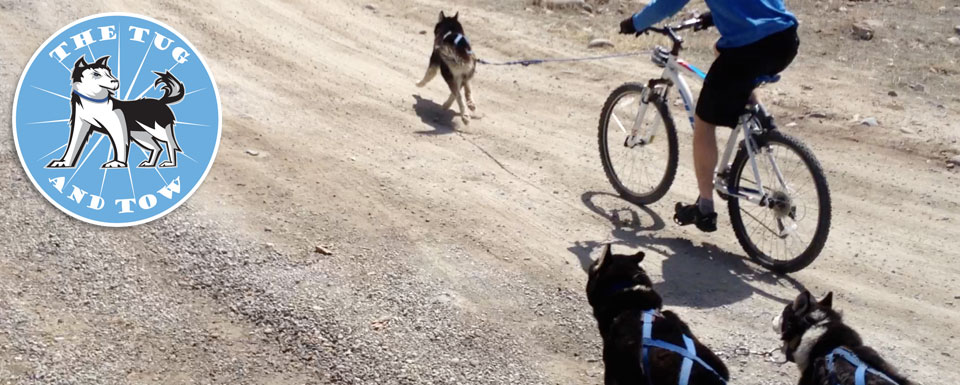 THE TUG
AND TOW